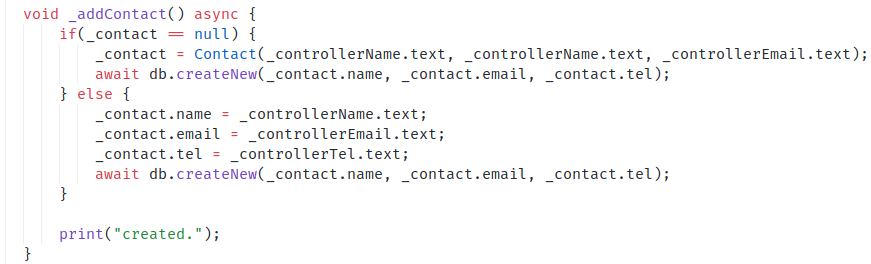 void _addContact() async {
if(_contact == null) {
_contact = Contact(_controllerName.text, _controllerName.text, _controllerEmail.text);
await db.createNew(_contact.name, _contact.email, _contact.tel);
} else {
_contact.name = _controllerName.text;
_contact.email = _controllerEmail.text;
_contact.tel = _controllerTel.text;
await db.createNew(_contact.name, _contact.email, _contact.tel);
}
print("created.");
}